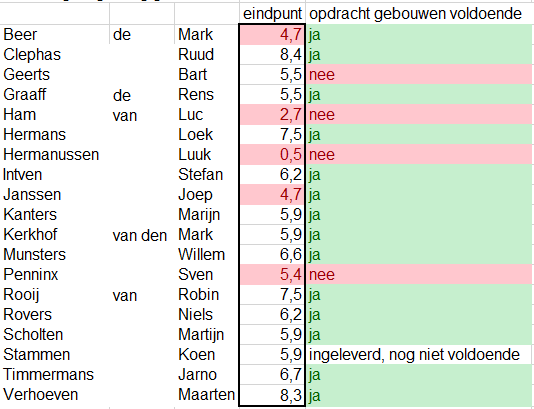 eindpunt opdracht gebouwen voldoende
Beer de Mark 4,7 ja
Clephas Ruud 8,4 ja
Geerts Bart 5,5 nee
Graaff de Rens 5,5 ja
Ham van Luc 2,7 nee
Hermans Loek 7,5 ja
Hermanussen Luuk 0,5 nee
Intven Stefan 6,2 ja
Janssen Joep 4,7 ja
Kanters Marijn 5,9 ja
Kerkhof van den Mark 5,9 ja
Munsters Willem 6,6 ja
Penninx Sven 5,4 nee
Rooij van Robin 7,5 ja
Rovers Niels 6,2 ja
Scholten Martijn 5,9 ja
Stammen Koen 5,9 ingeleverd, nog niet voldoende
Timmermans Jarno 6,7 ja
Verhoeven Maarten 8,3 ja